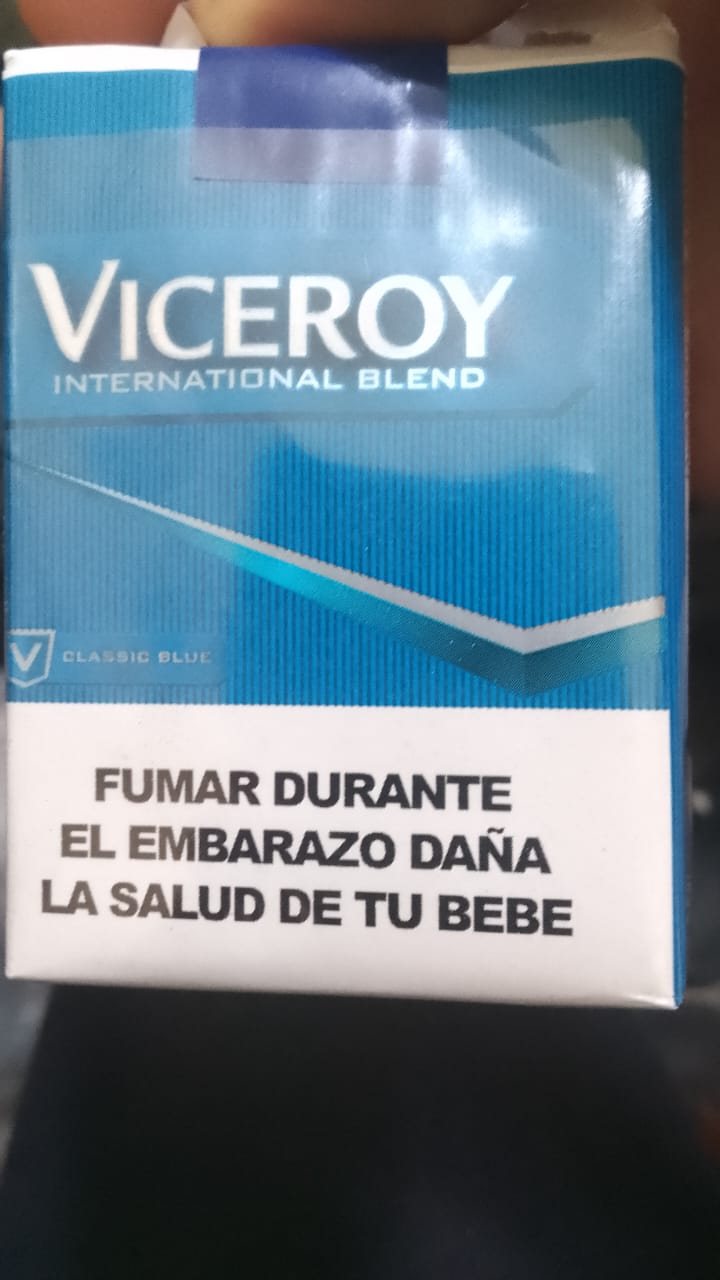 VICEROY
INTERNATIONAL BLEND
V CLASSIC BLUE
FUMAR DURANTE
EL EMBARAZO DAÑA
LA SALUD DE TU BEBE